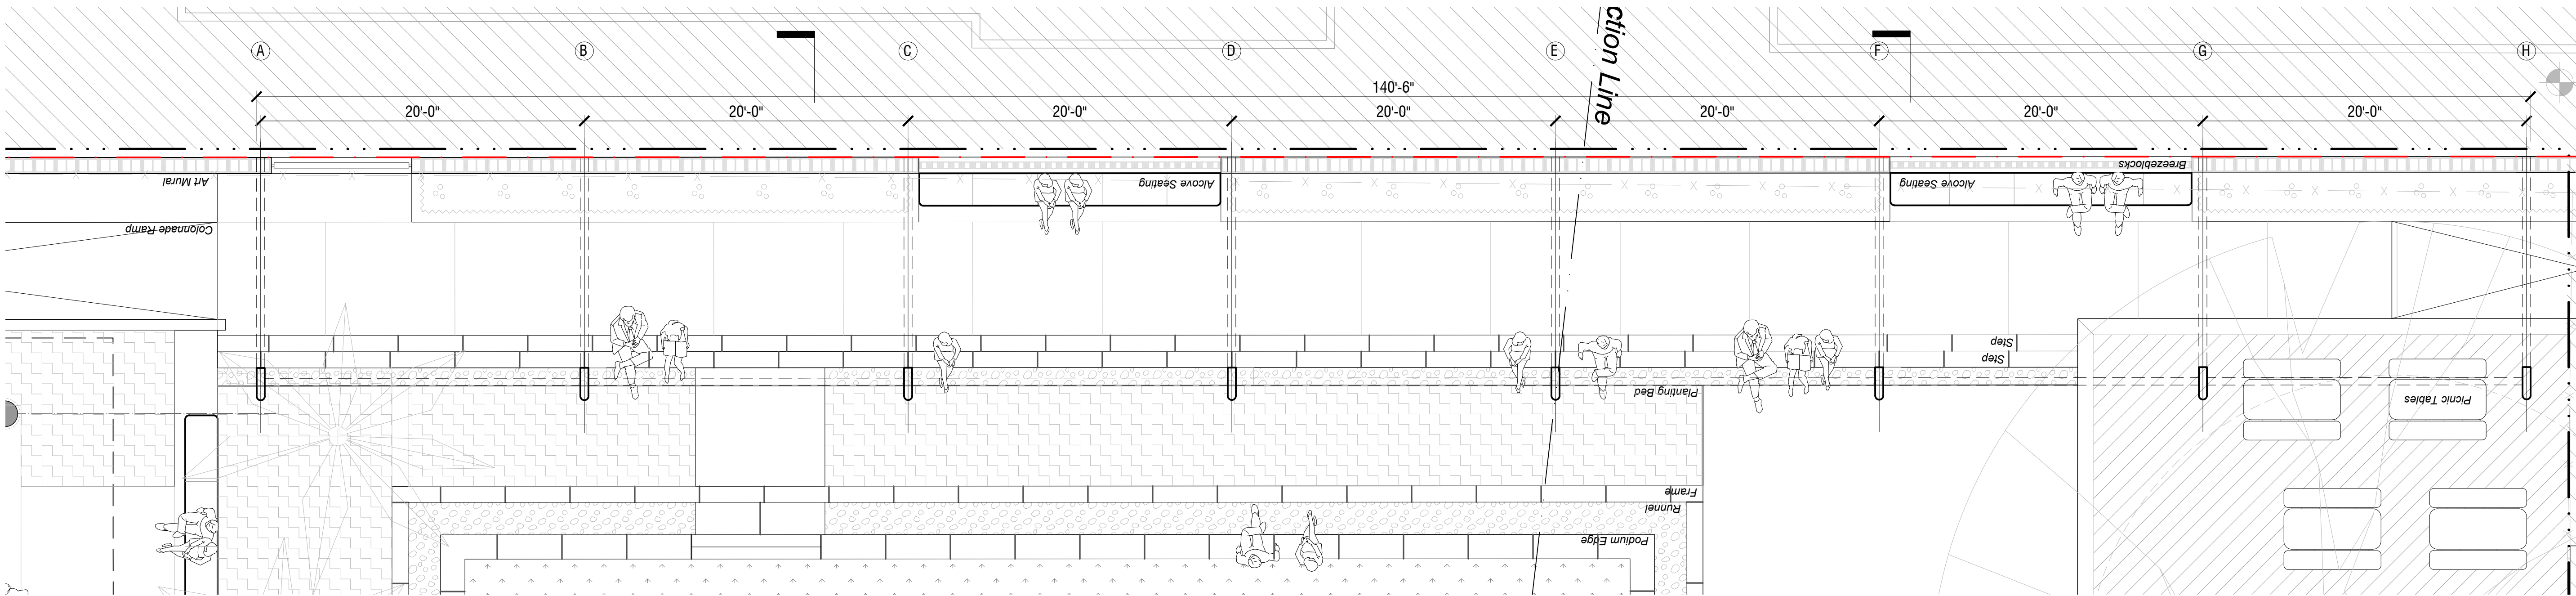 A B C D E F G H
ction Line
140'-6"
20'-0" 20'-0" 20'-0" 20'-0" 20'-0" 20'-0" 20'-0"
Breezeblocks
Art Mural
Alcove Seating
Alcove Seating
Colonnade Ramp
Step
Step
Planting Bed
Picnic Tables
Frame
Runnel
Podium Edge